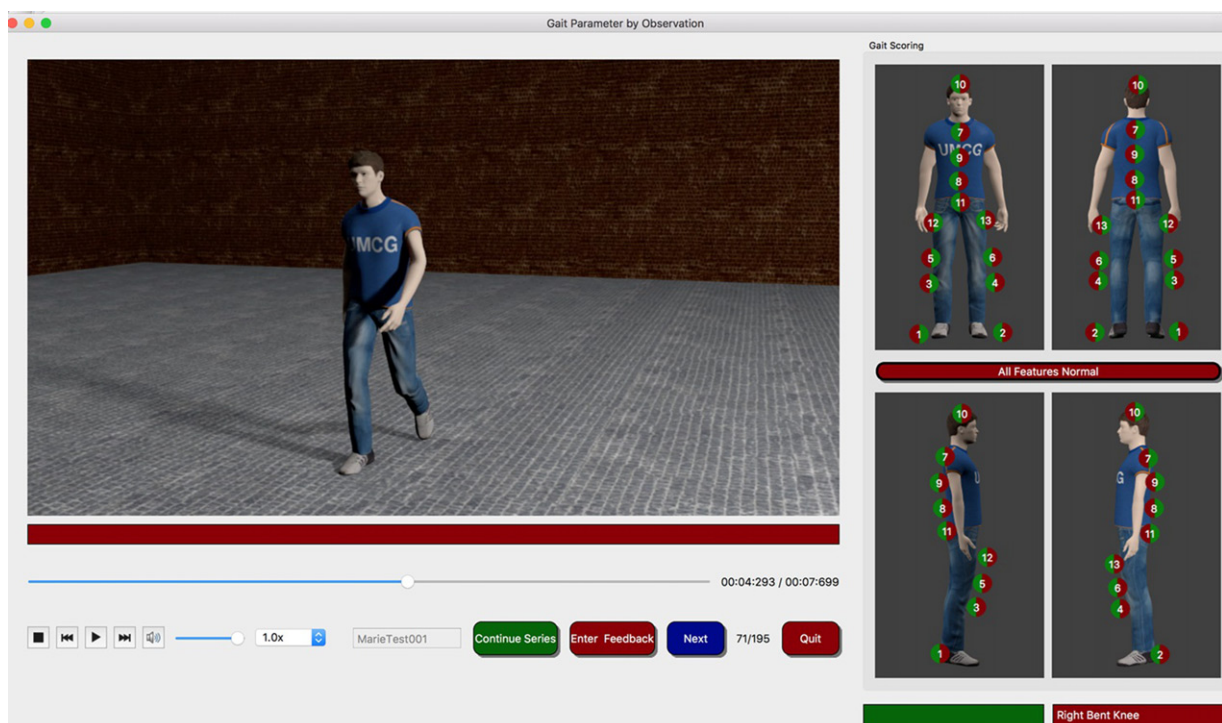 Gait Parameter by Observation
Gait Scoring
UMCG
10
7
UMCG
9
8
11
12 13
5 6
3 4
1 2
10
7
9
8
11
13 12
6 5
4 3
2 1
All Features Normal
10
7
U
9
8
11
12
5
3
1
10
7
G
9
8
11
13
6
4
2
00:04:293 / 00:07:699
1.0x
MarieTest001
Continue Series
Enter Feedback
Next
71/195
Quit
Right Bent Knee